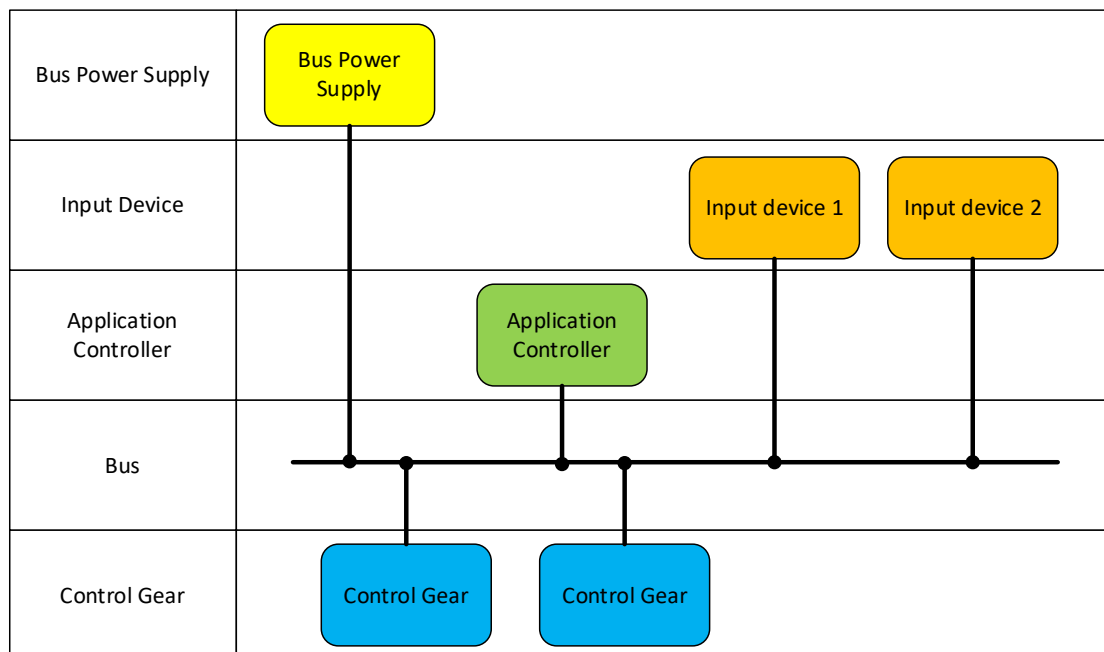 Bus Power Supply
Bus Power
Supply
Input Device
Input device 1
Input device 2
Application
Controller
Application
Controller
Bus
Control Gear
Control Gear
Control Gear